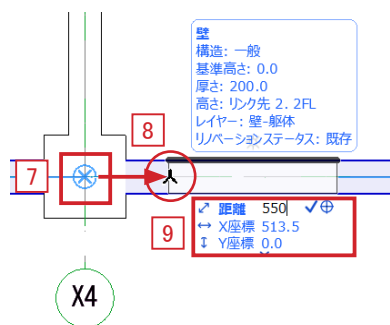 壁
構造: 一般
基準高さ: 0.0
厚さ: 200.0
高さ: リンク先 2. 2FL
レイヤー: 壁-躯体
リノベーションステータス: 既存
8
7
距離 550
X座標 513.5
Y座標 0.0
9
X4